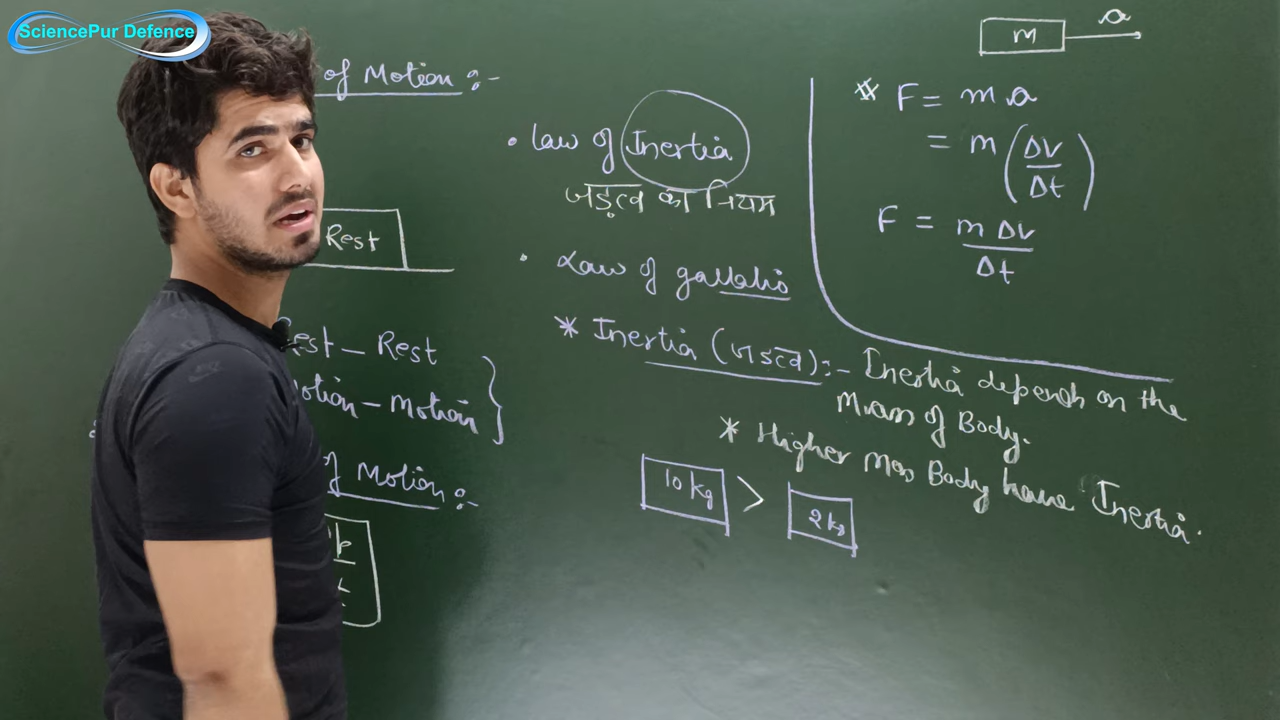 SciencePur Defence
of Motion :-
Rest
Rest - Rest
Motion - Motion
of Motion :-
• Law of Inertia
जड़त्व का नियम
• Law of gallalio
* Inertia (जडत्व) :- Inertia depends on the
Mass of Body.
* Higher Mass Body have Inertia.
10 kg > 2 kg
m a
* F = m a
= m (Δv/Δt)
F = m Δv / Δt